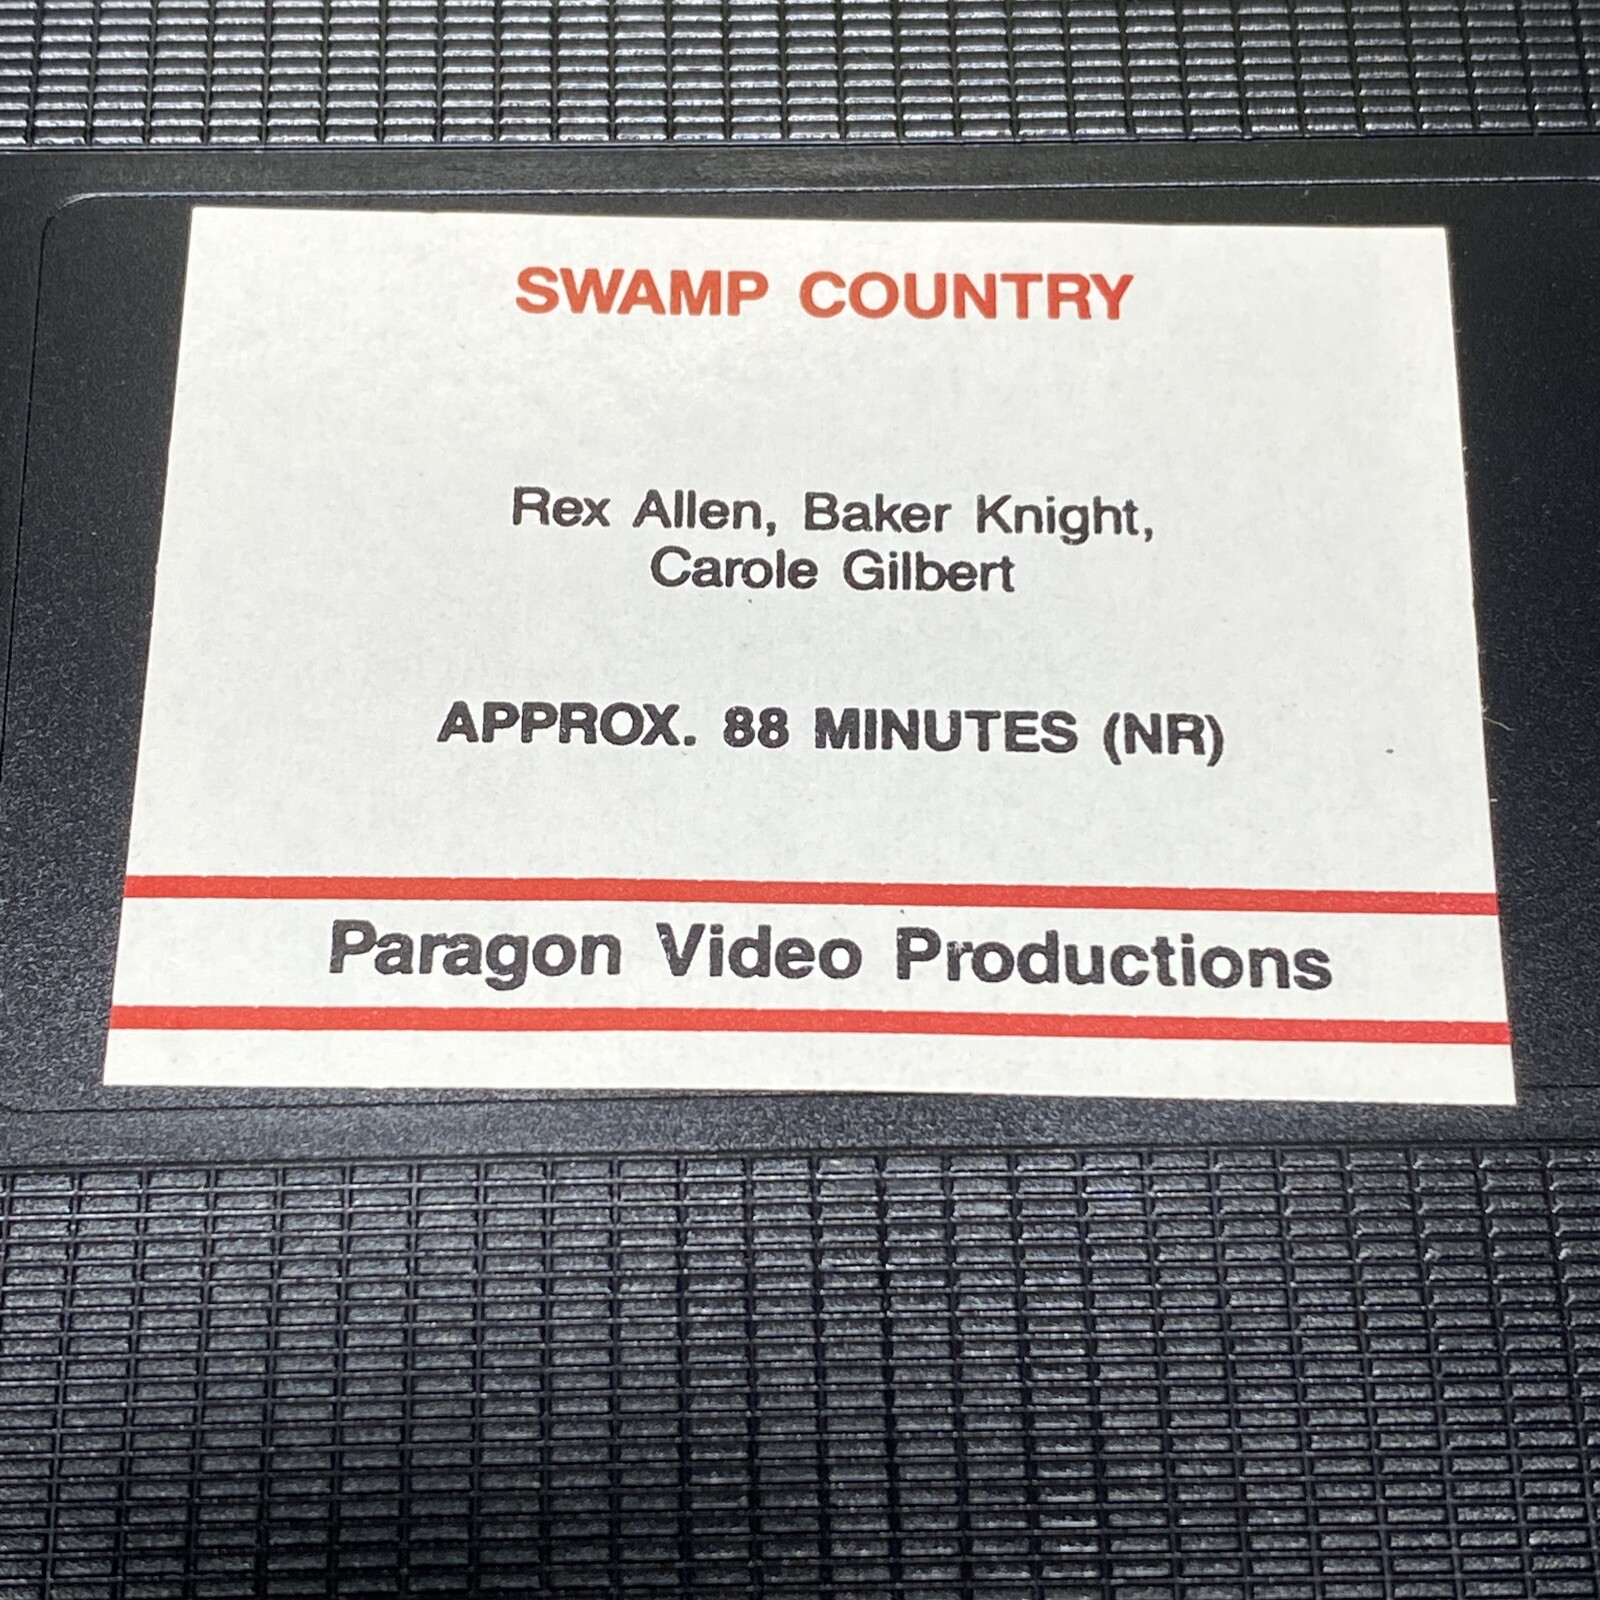 SWAMP COUNTRY
Rex Allen, Baker Knight,
Carole Gilbert
APPROX. 88 MINUTES (NR)
Paragon Video Productions